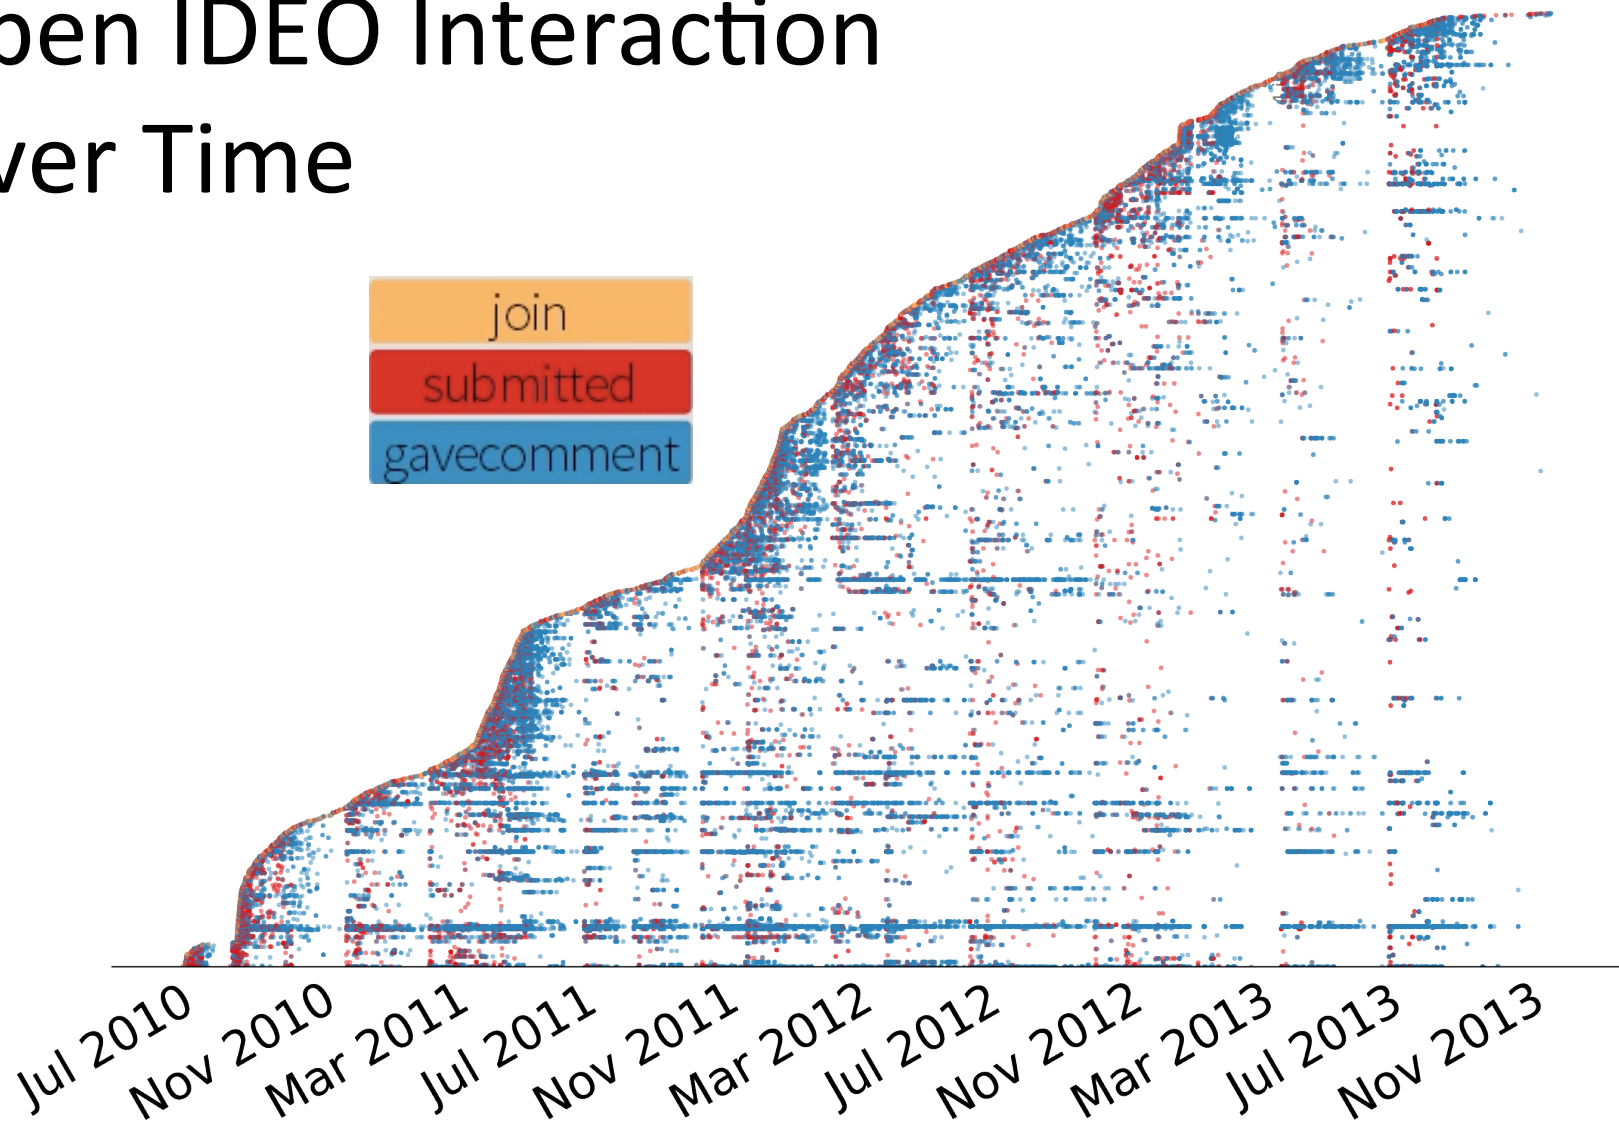 pen IDEO Interaction
ver Time
join
submitted
gavecomment
Jul 2010
Nov 2010
Mar 2011
Jul 2011
Nov 2011
Mar 2012
Jul 2012
Nov 2012
Mar 2013
Jul 2013
Nov 2013